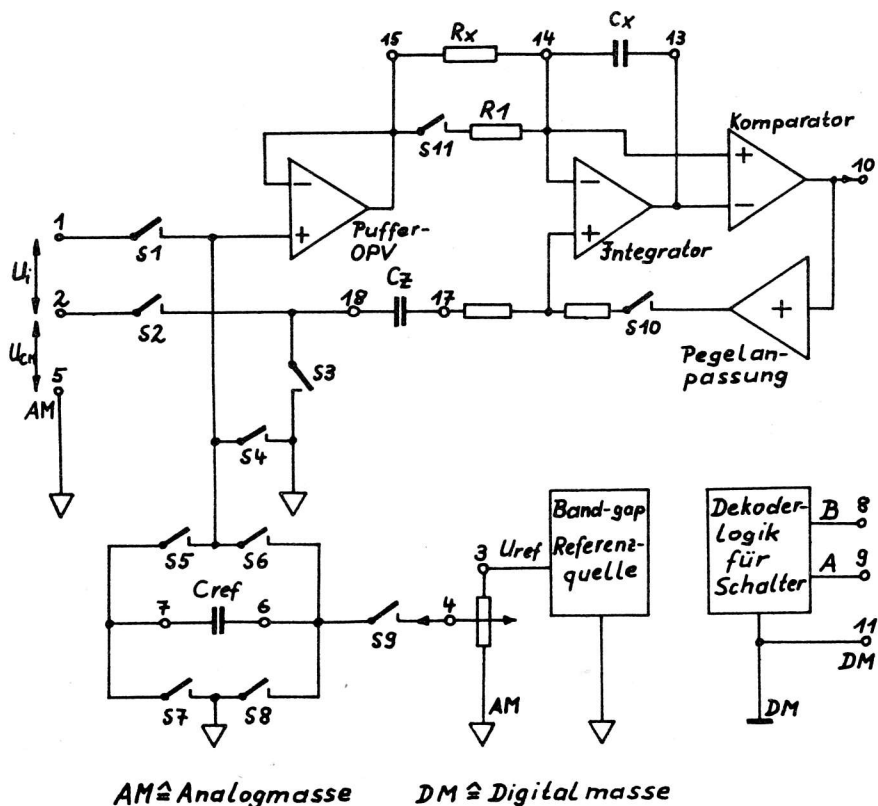 15
Rx
14
Cx
13
S11
R1
Komparator
+
-
10
1
S1
-
+
Puffer-
OPV
-
+
Integrator
Ui
2
S2
18
Cz
17
S10
+
Pegelan-
passung
UCM
5
AM
S3
S4
S5
S6
3
Uref
Band-gap
Referenz-
quelle
Dekoder-
logik
für
Schalter
B
8
A
9
7
Cref
6
S9
4
11
DM
S7
S8
AM
DM
AM ≙ Analogmasse
DM ≙ Digitalmasse